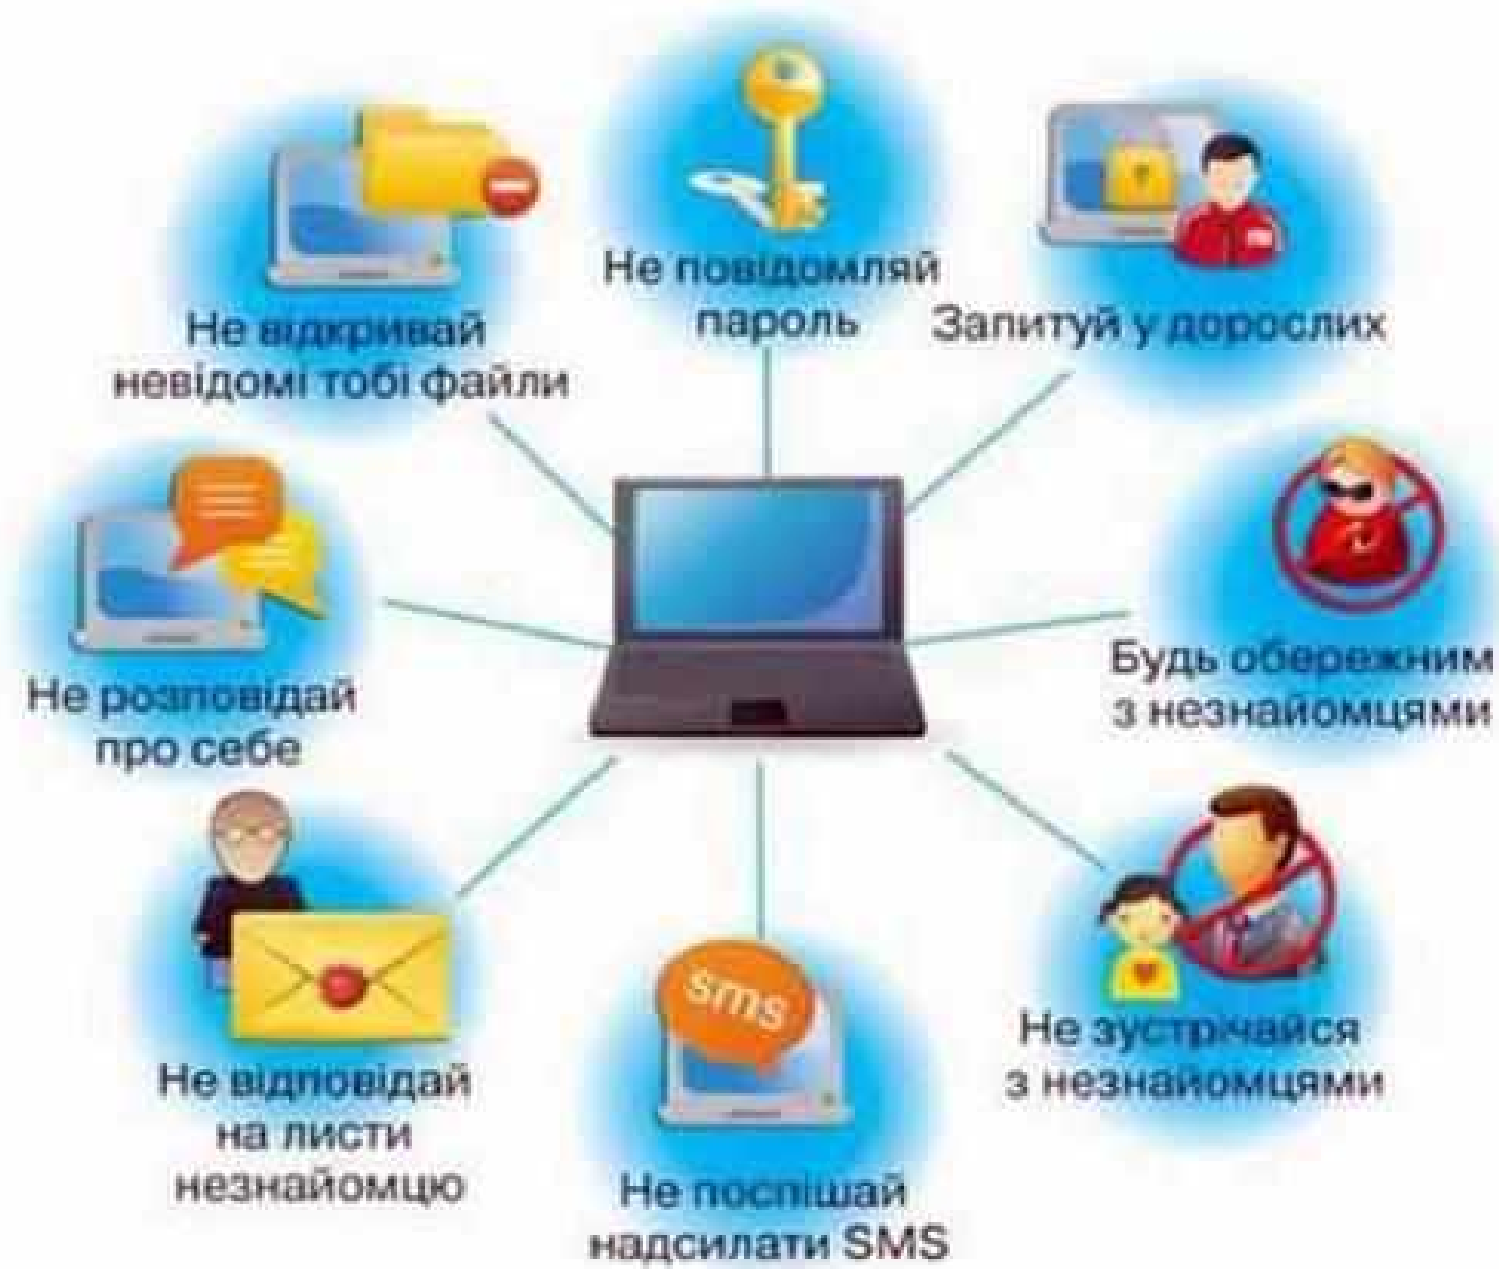 Не повідомляй
пароль
Запитуй у дорослих
Не відкривай
невідомі тобі файли
Будь обережним
з незнайомцями
Не розповідай
про себе
Не зустрічайся
з незнайомцями
sms
Не відповідай
на листи
незнайомцю
Не поспішай
надсилати SMS